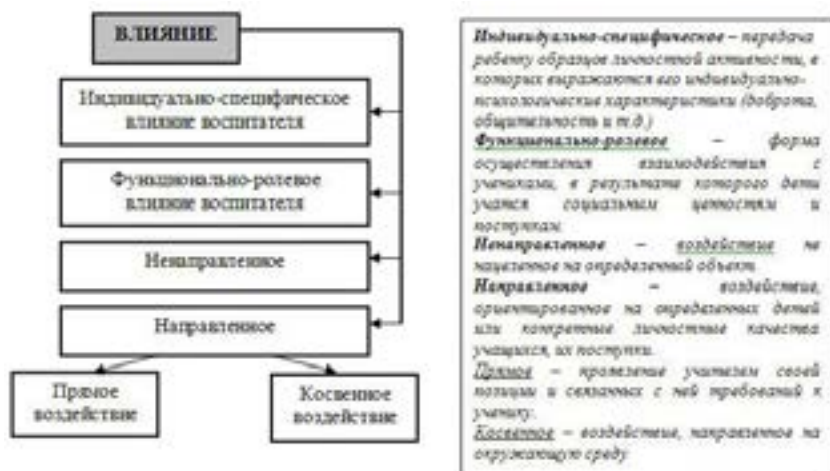 ВЛИЯНИЕ
Индивидуально-специфическое
влияние воспитателя
Функционально-ролевое
влияние воспитателя
Ненаправленное
Направленное
Прямое
воздействие
Косвенное
воздействие
Индивидуально-специфическое – передача
ребенку образцов личностной активности, в
которых выражаются его индивидуально-
психологические характеристики (доброта,
общительность и т.д.)
Функционально-ролевое – форма
осуществления взаимодействия с
учениками, в результате которого дети
учатся социальным ценностям и
поступкам.
Ненаправленное – воздействие не
нацеленное на определенный объект
Направленное – воздействие,
ориентированное на определенных детей
или конкретные личностные качества
учащихся, их поступки.
Прямое – проявление учителем своей
позиции и связанных с ней требований к
ученику.
Косвенное – воздействие, направленное на
окружающую среду